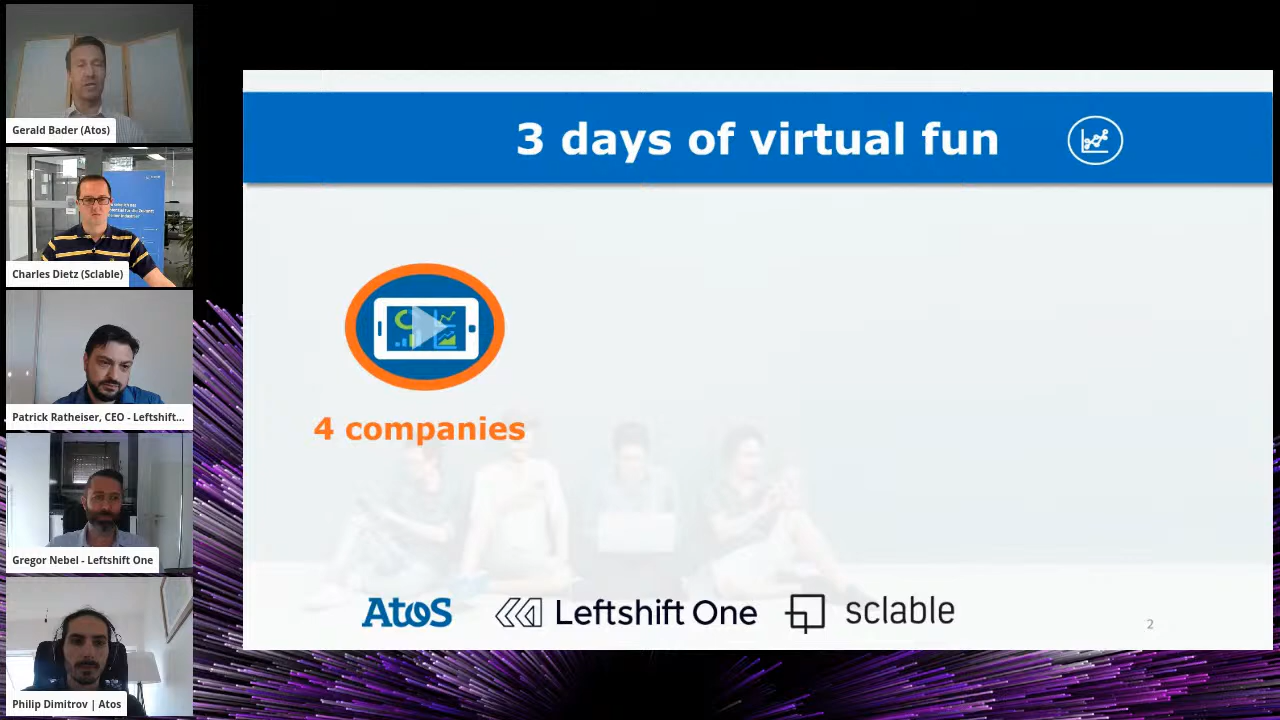 Gerald Bader (Atos)
Charles Dietz (Sclable)
Patrick Ratheiser, CEO - Leftshift...
Gregor Nebel - Leftshift One
Philip Dimitrov | Atos
3 days of virtual fun
4 companies
Atos
Leftshift One
sclable
2